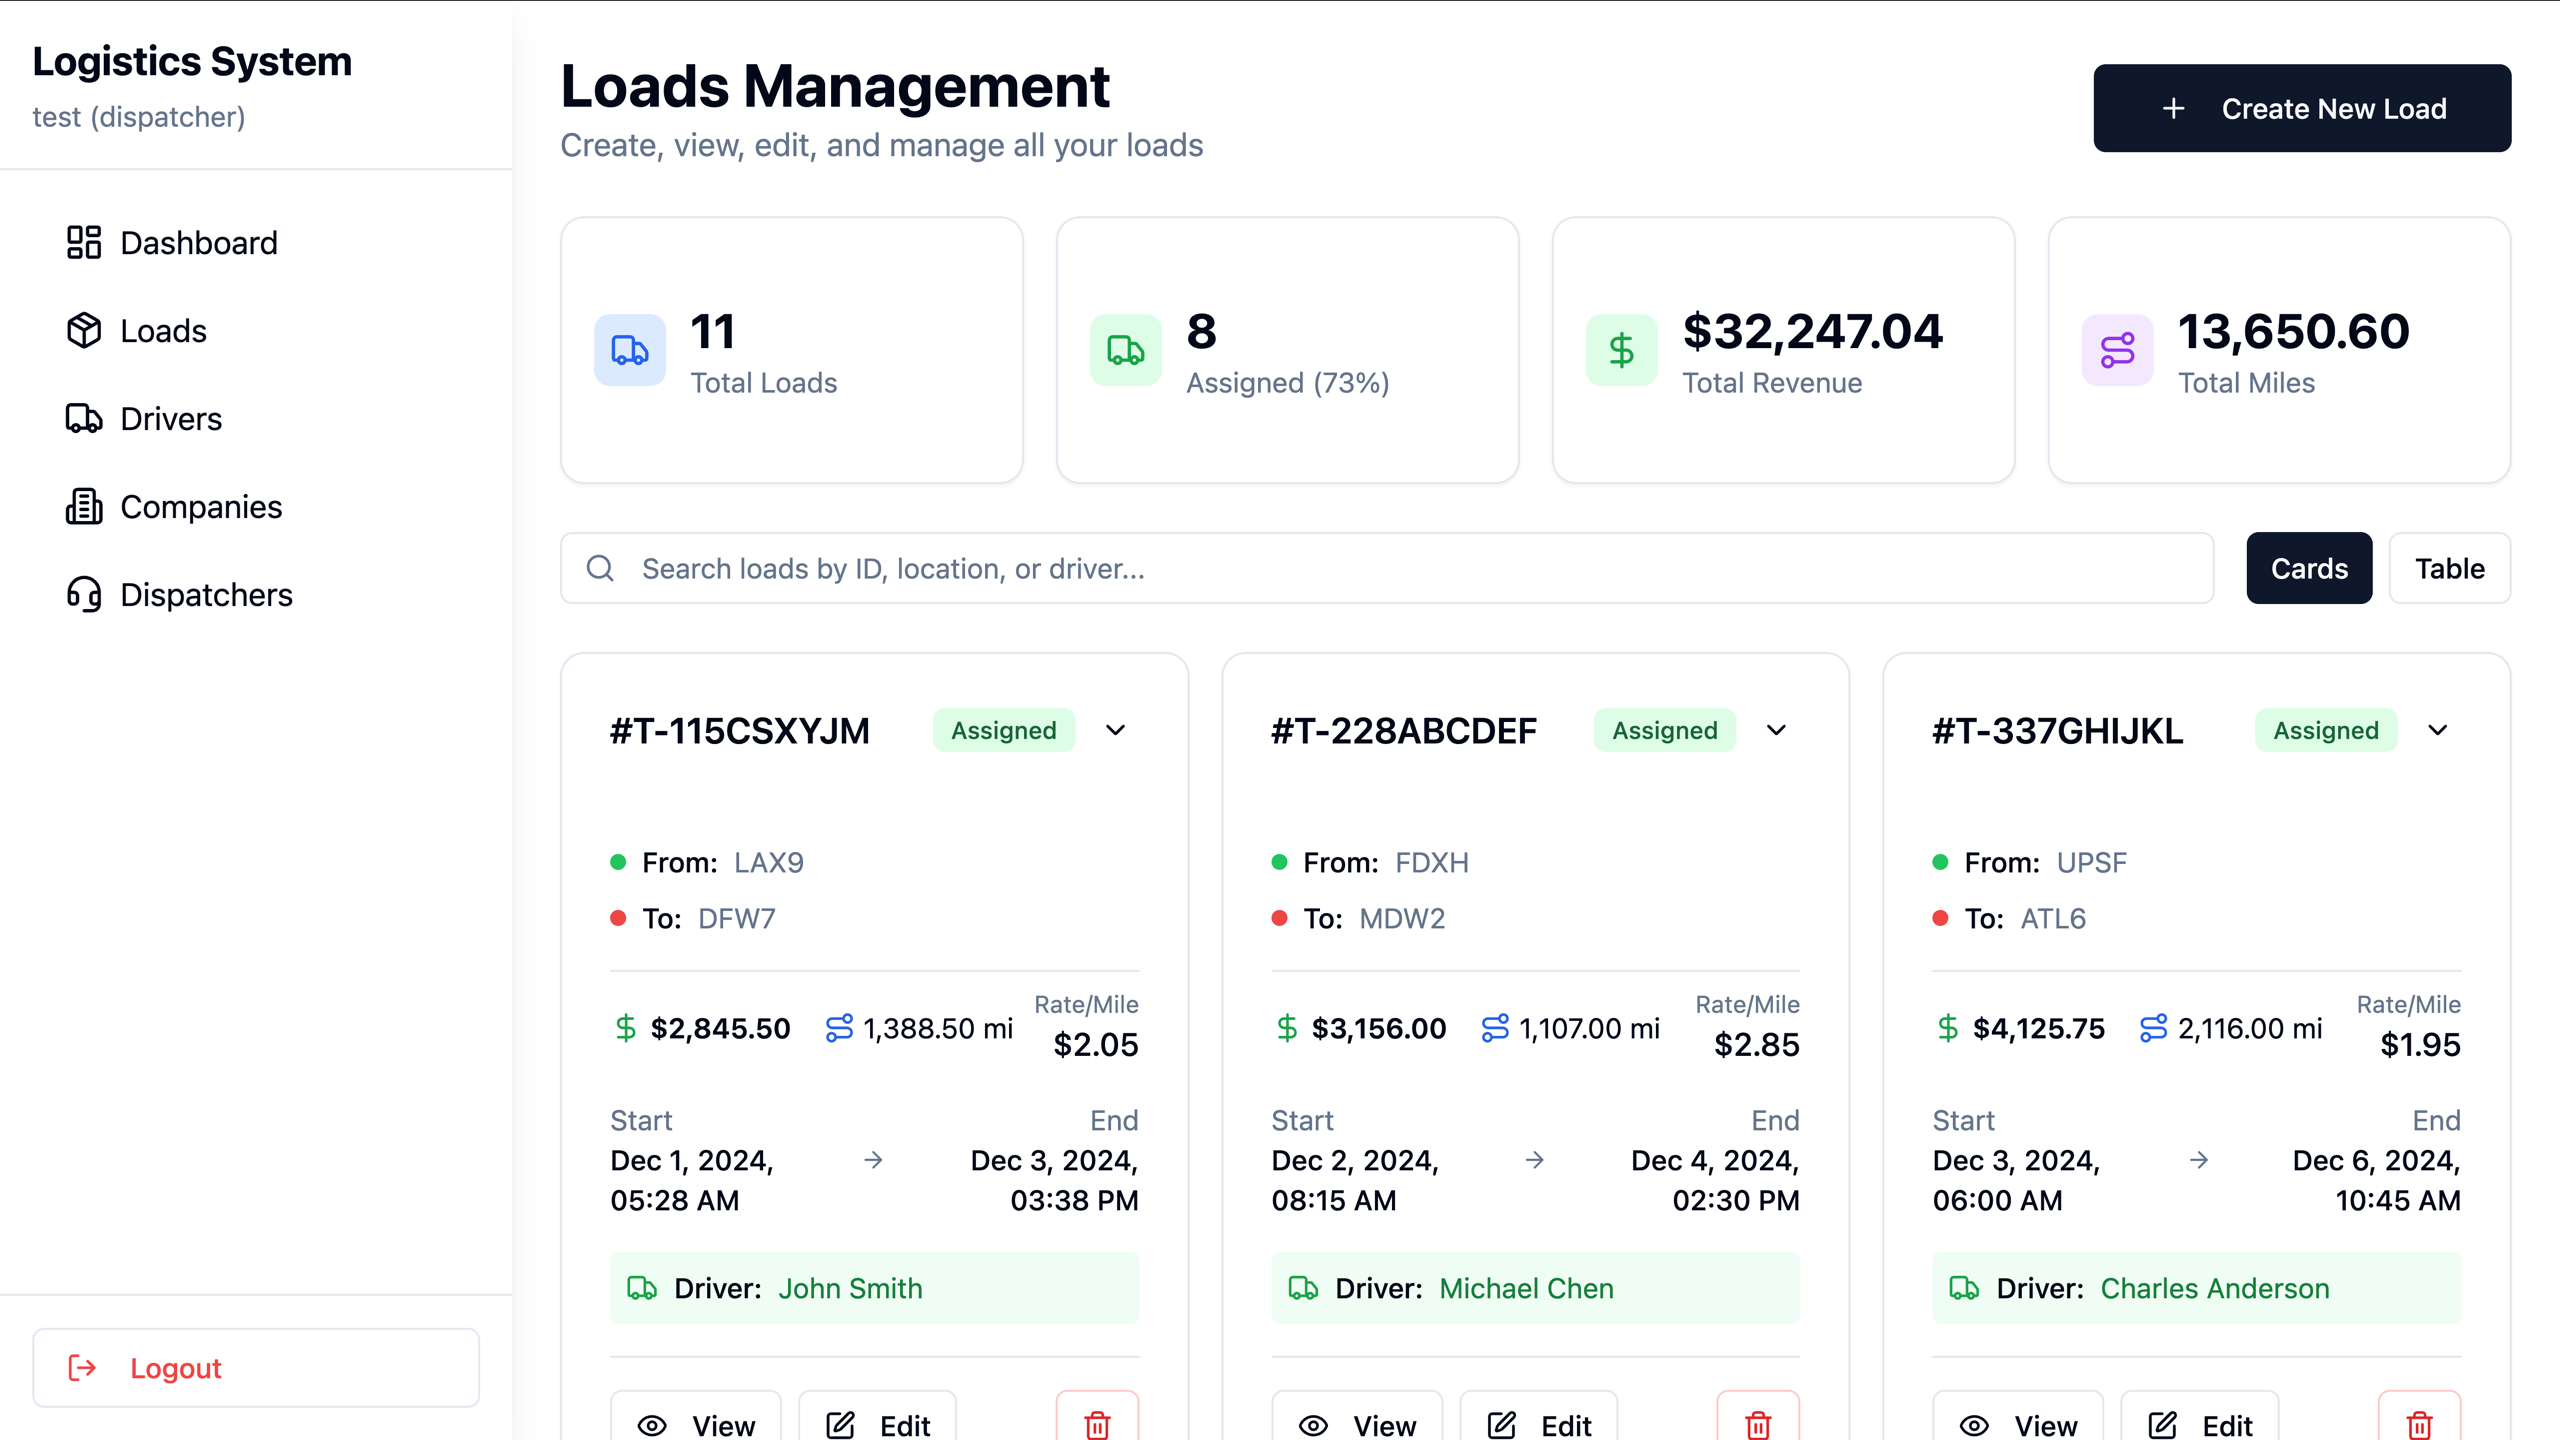 Logistics System
test (dispatcher)
Dashboard
Loads
Drivers
Companies
Dispatchers
Logout
Loads Management
Create, view, edit, and manage all your loads
Create New Load
11
Total Loads
8
Assigned (73%)
$32,247.04
Total Revenue
13,650.60
Total Miles
Search loads by ID, location, or driver...
Cards
Table
#T-115CSXYJM
Assigned
From: LAX9
To: DFW7
$2,845.50
1,388.50 mi
Rate/Mile
$2.05
Start
Dec 1, 2024,
05:28 AM
End
Dec 3, 2024,
03:38 PM
Driver: John Smith
View
Edit
#T-228ABCDEF
Assigned
From: FDXH
To: MDW2
$3,156.00
1,107.00 mi
Rate/Mile
$2.85
Start
Dec 2, 2024,
08:15 AM
End
Dec 4, 2024,
02:30 PM
Driver: Michael Chen
View
Edit
#T-337GHIJKL
Assigned
From: UPSF
To: ATL6
$4,125.75
2,116.00 mi
Rate/Mile
$1.95
Start
Dec 3, 2024,
06:00 AM
End
Dec 6, 2024,
10:45 AM
Driver: Charles Anderson
View
Edit